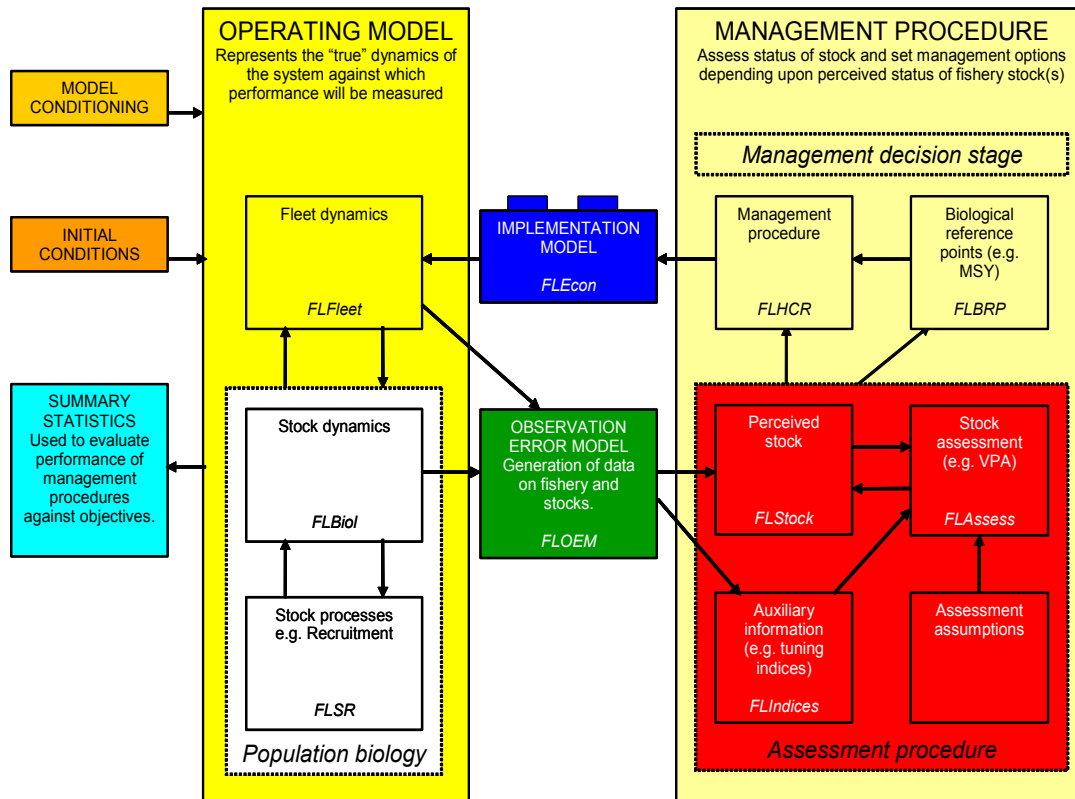 MODEL
CONDITIONING
INITIAL
CONDITIONS
SUMMARY
STATISTICS
Used to evaluate
performance of
management
procedures
against objectives.
OPERATING MODEL
Represents the “true” dynamics of
the system against which
performance will be measured
Fleet dynamics
FLFleet
Stock dynamics
FLBiol
Stock processes
e.g. Recruitment
FLSR
Population biology
IMPLEMENTATION
MODEL
FLEcon
OBSERVATION
ERROR MODEL
Generation of data
on fishery and
stocks.
FLOEM
MANAGEMENT PROCEDURE
Assess status of stock and set management options
depending upon perceived status of fishery stock(s)
Management decision stage
Management
procedure
FLHCR
Biological
reference
points (e.g.
MSY)
FLBRP
Perceived
stock
FLStock
Stock
assessment
(e.g. VPA)
FLAssess
Auxiliary
information
(e.g. tuning
indices)
FLIndices
Assessment
assumptions
Assessment procedure